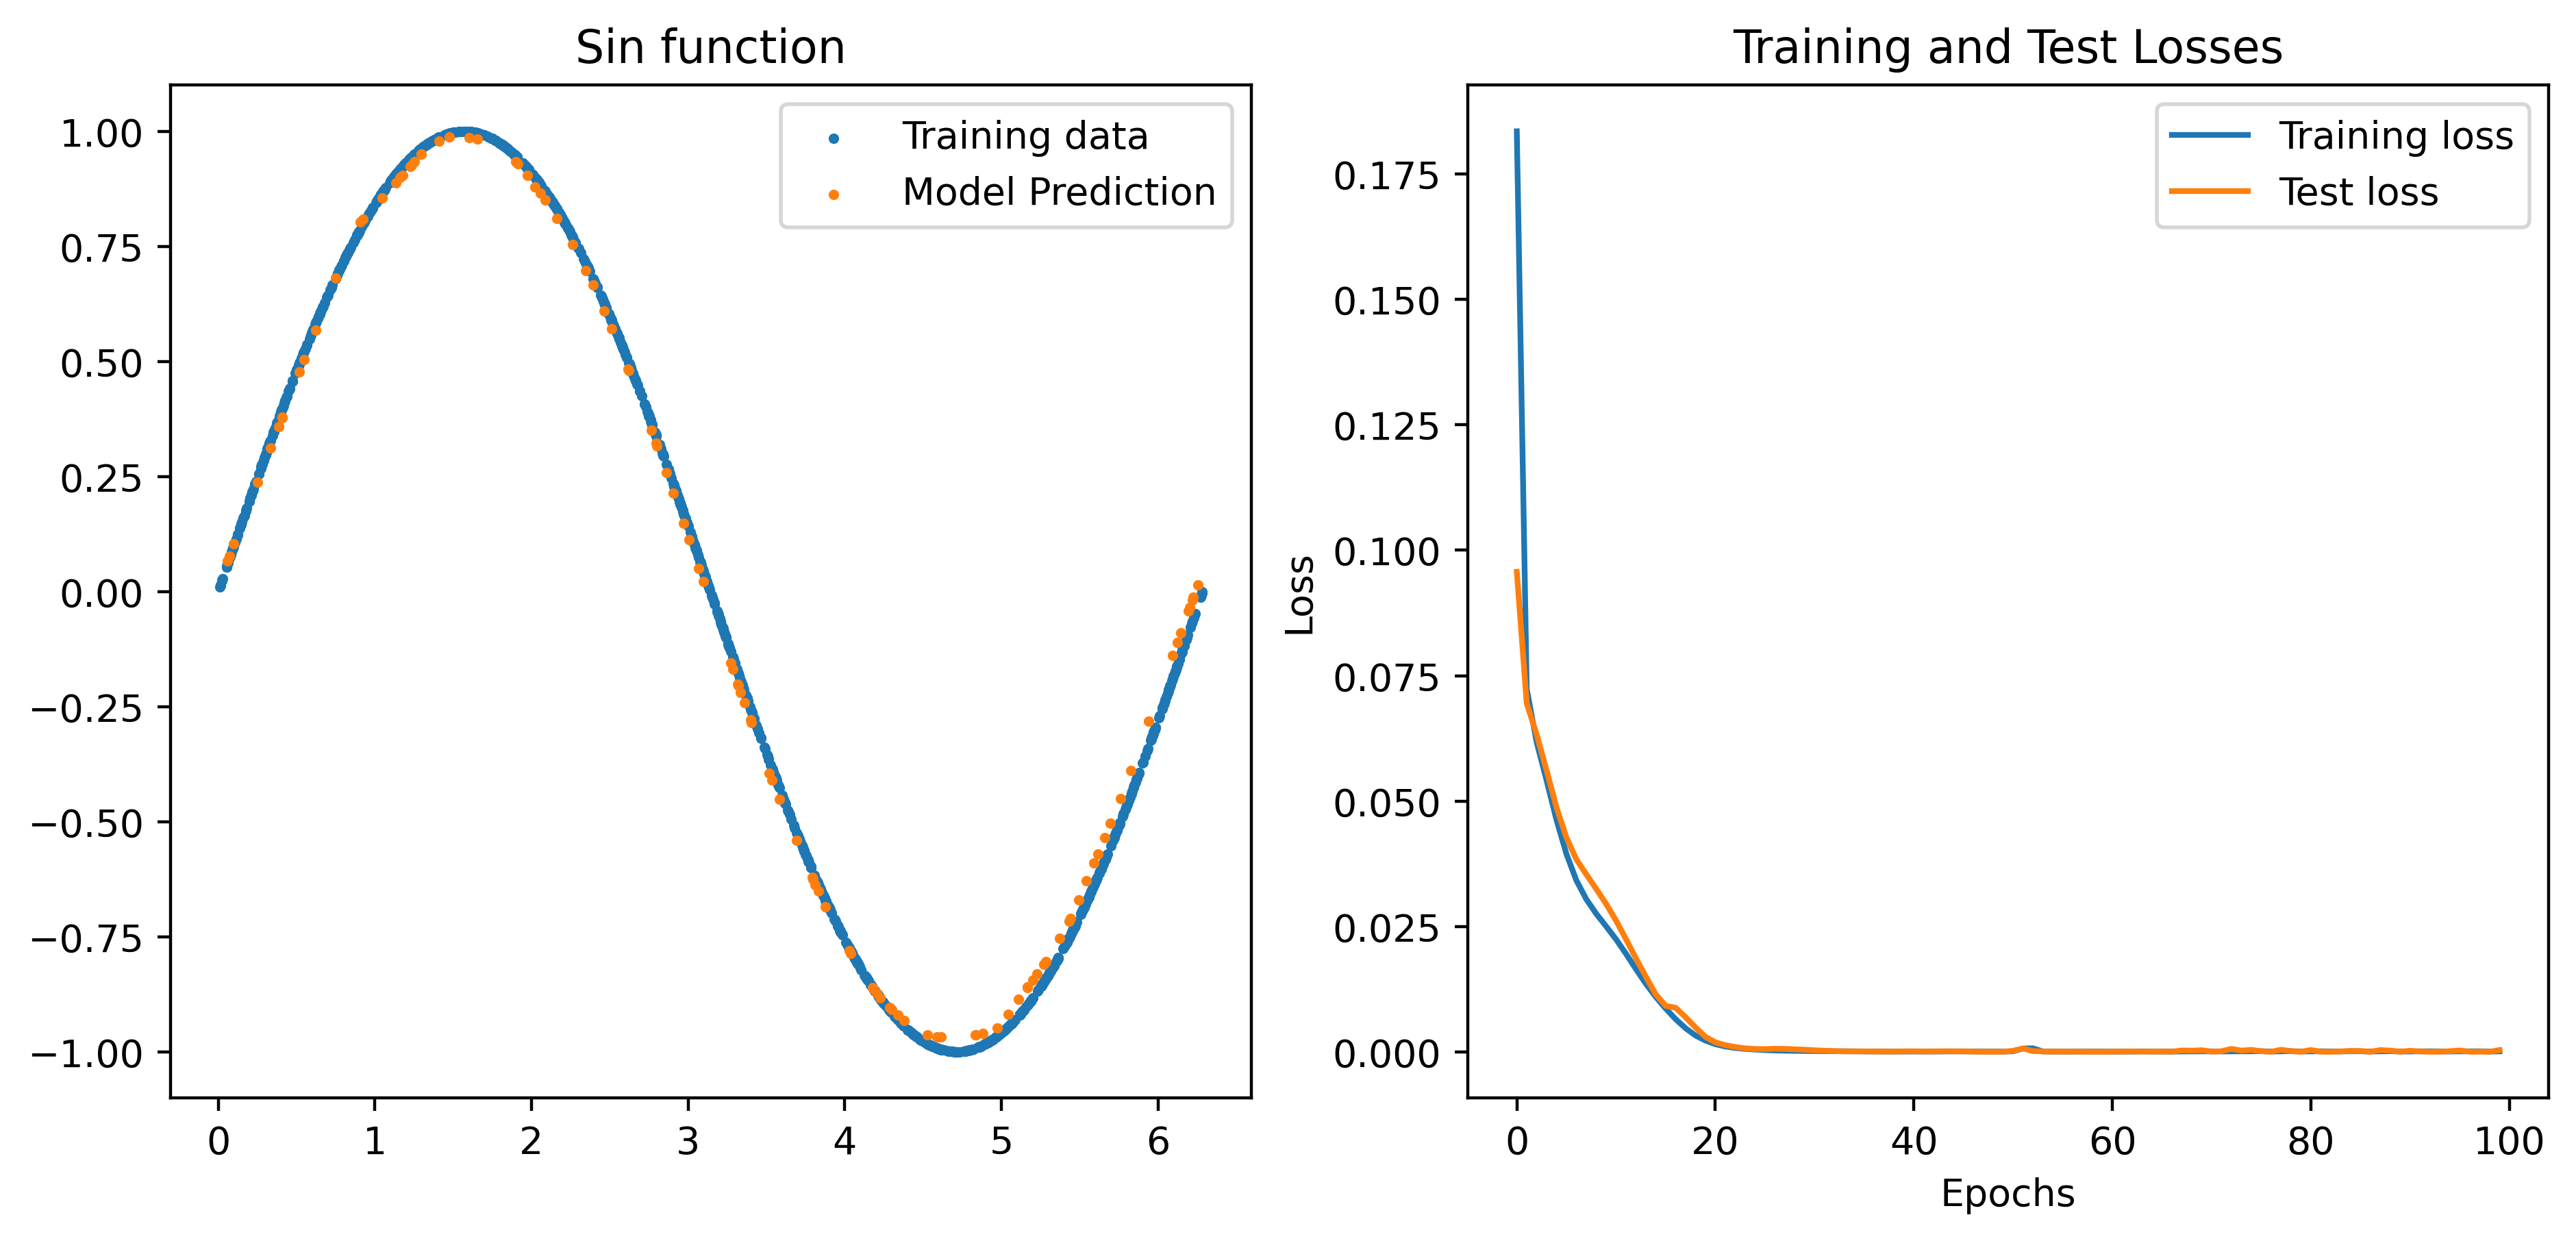 Sin function
Training data
Model Prediction
1.00
0.75
0.50
0.25
0.00
−0.25
−0.50
−0.75
−1.00
0 1 2 3 4 5 6
Training and Test Losses
Training loss
Test loss
0.175
0.150
0.125
0.100
0.075
0.050
0.025
0.000
Loss
0 20 40 60 80 100
Epochs